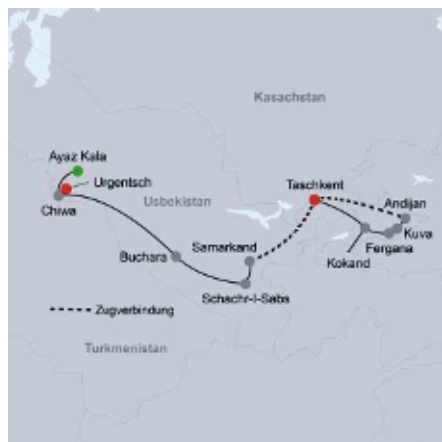 Kasachstan
Ayaz Kala
Urgentsch
Chiwa
Usbekistan
Taschkent
Andijan
Kuva
Fergana
Kokand
Samarkand
Buchara
Schachr-I-Sabs
Zugverbindung
Turkmenistan